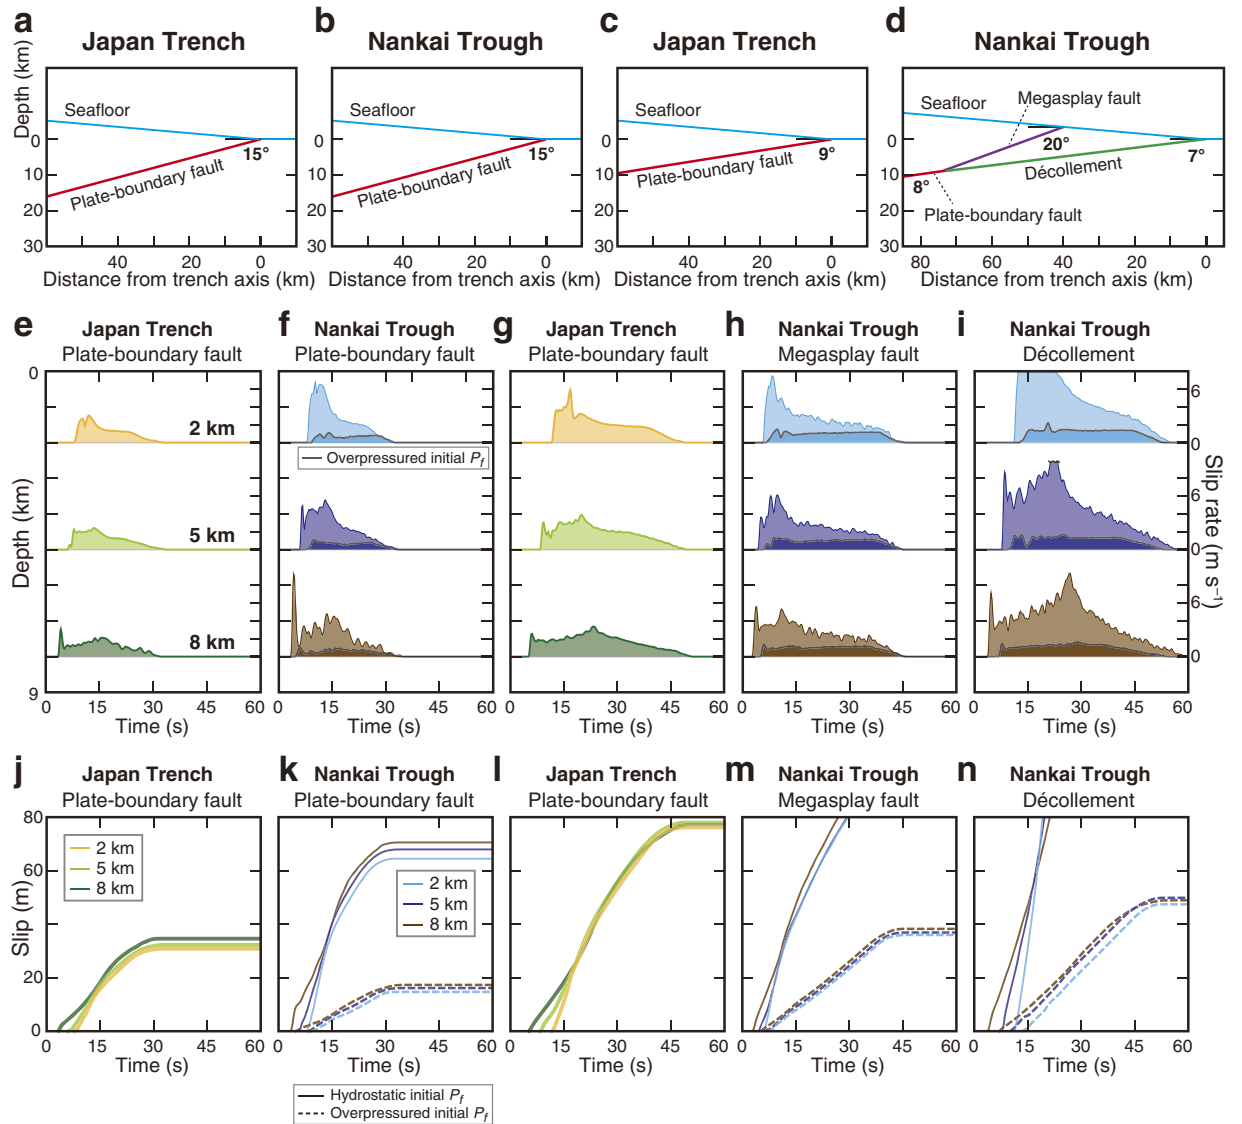 a Japan Trench
b Nankai Trough
c Japan Trench
d Nankai Trough
Depth (km)
Seafloor
0
10
20
30
15°
Plate-boundary fault
40 20 0
Distance from trench axis (km)
Seafloor
0
10
20
30
15°
Plate-boundary fault
40 20 0
Distance from trench axis (km)
Seafloor
0
10
20
30
9°
Plate-boundary fault
40 20 0
Distance from trench axis (km)
Seafloor
Megasplay fault
0
10
20
30
20°
7°
Décollement
8°
Plate-boundary fault
80 60 40 20 0
Distance from trench axis (km)
e Japan Trench
Plate-boundary fault
f Nankai Trough
Plate-boundary fault
g Japan Trench
Plate-boundary fault
h Nankai Trough
Megasplay fault
i Nankai Trough
Décollement
Depth (km)
0
9
2 km
5 km
8 km
Overpressured initial Pf
6
0
6
0
6
0
Slip rate (m s⁻¹)
0 15 30 45 60
Time (s)
0 15 30 45 60
Time (s)
0 15 30 45 60
Time (s)
0 15 30 45 60
Time (s)
0 15 30 45 60
Time (s)
j Japan Trench
Plate-boundary fault
k Nankai Trough
Plate-boundary fault
l Japan Trench
Plate-boundary fault
m Nankai Trough
Megasplay fault
n Nankai Trough
Décollement
Slip (m)
80
60
40
20
0
2 km
5 km
8 km
2 km
5 km
8 km
0 15 30 45 60
Time (s)
0 15 30 45 60
Time (s)
0 15 30 45 60
Time (s)
0 15 30 45 60
Time (s)
0 15 30 45 60
Time (s)
Hydrostatic initial Pf
Overpressured initial Pf